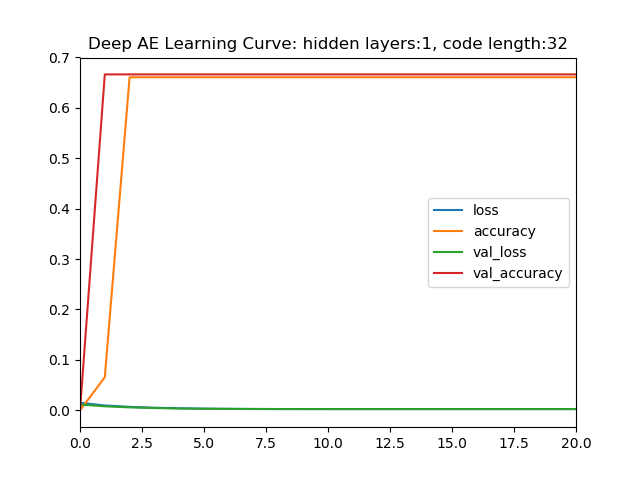 Deep AE Learning Curve: hidden layers:1, code length:32
0.7
0.6
0.5
0.4
0.3
0.2
0.1
0.0
loss
accuracy
val_loss
val_accuracy
0.0 2.5 5.0 7.5 10.0 12.5 15.0 17.5 20.0